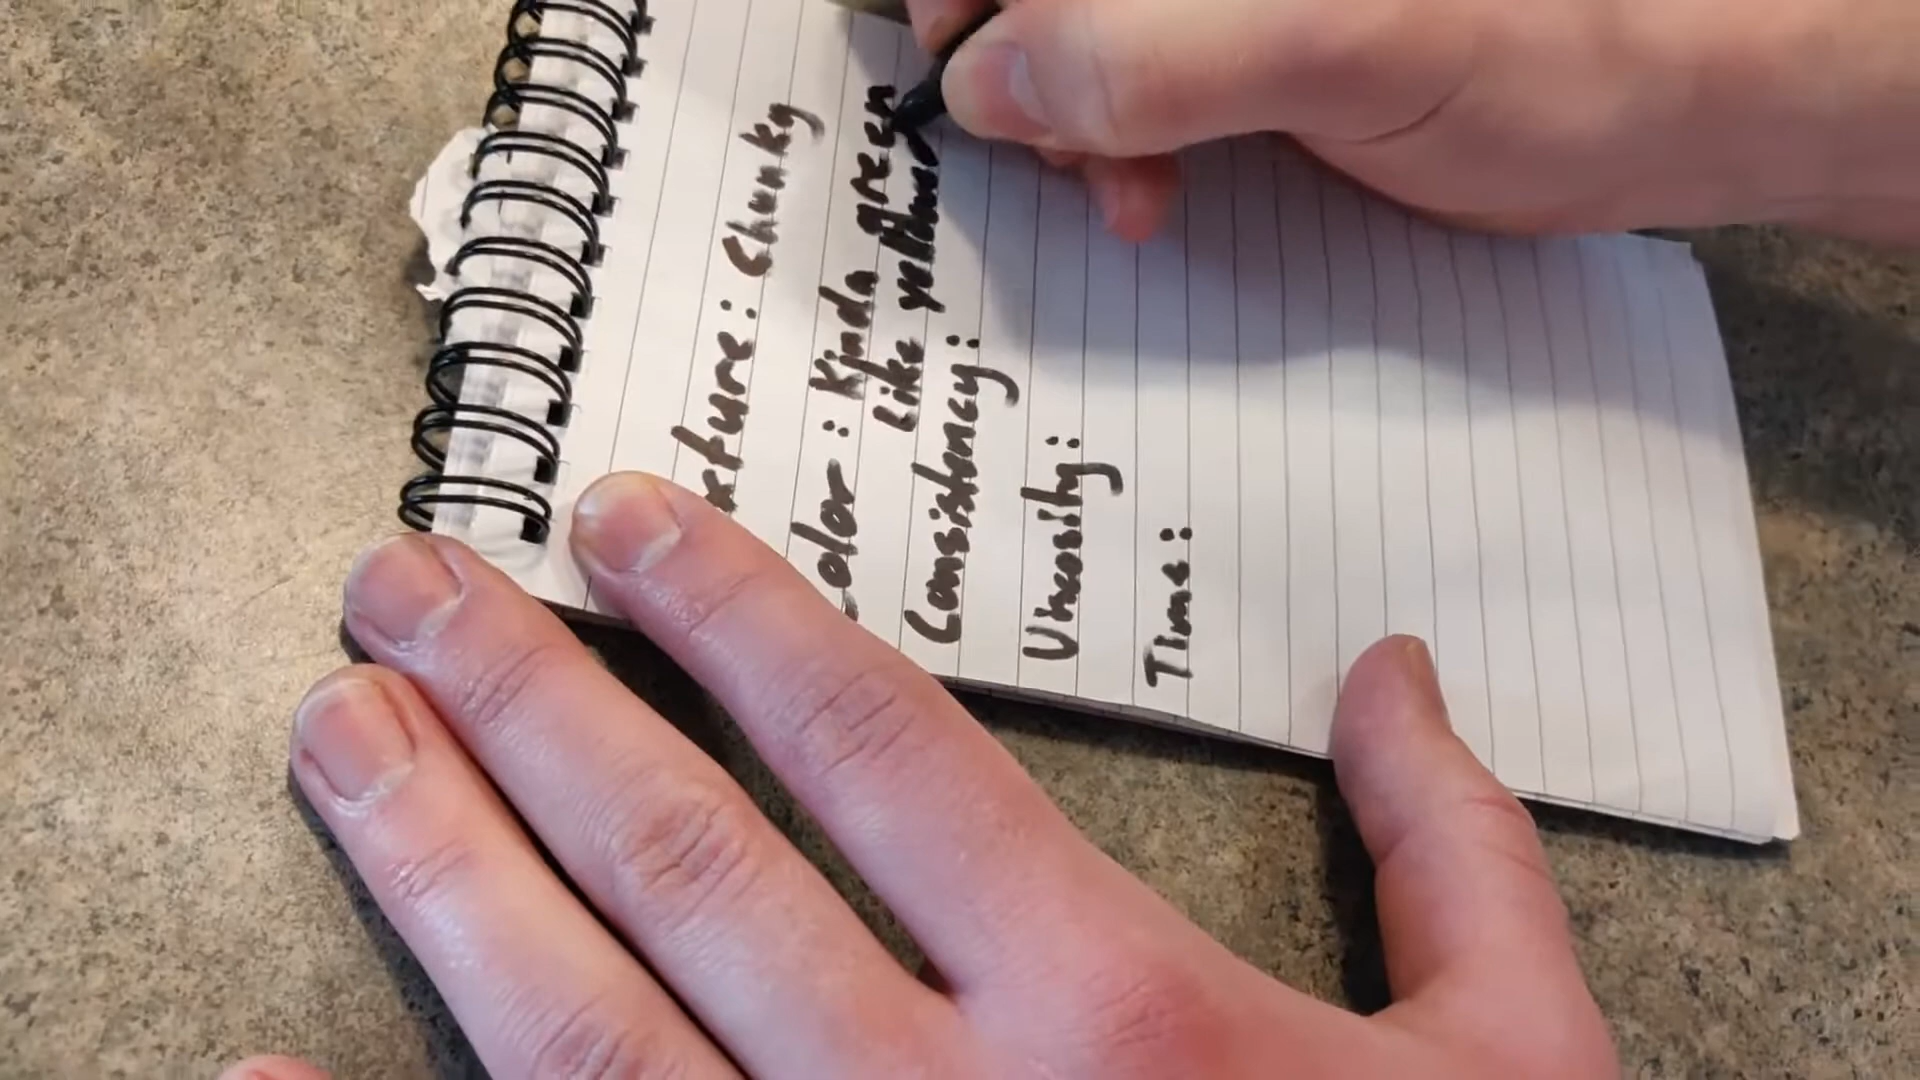 xture: Chunky
olor: Kinda green
Like yellow
Consistency:
Viscosity:
Time: